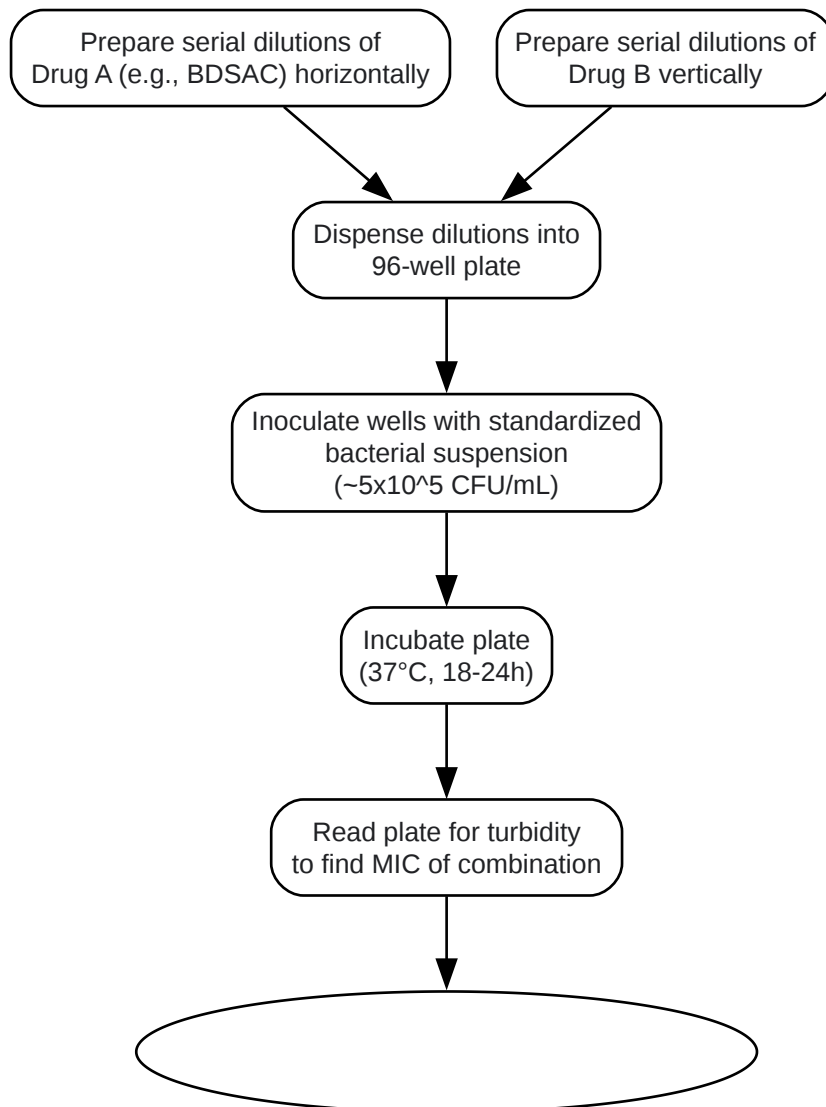 Prepare serial dilutions of
Drug A (e.g., BDSAC) horizontally
Prepare serial dilutions of
Drug B vertically
Dispense dilutions into
96-well plate
Inoculate wells with standardized
bacterial suspension
(~5x10^5 CFU/mL)
Incubate plate
(37°C, 18-24h)
Read plate for turbidity
to find MIC of combination